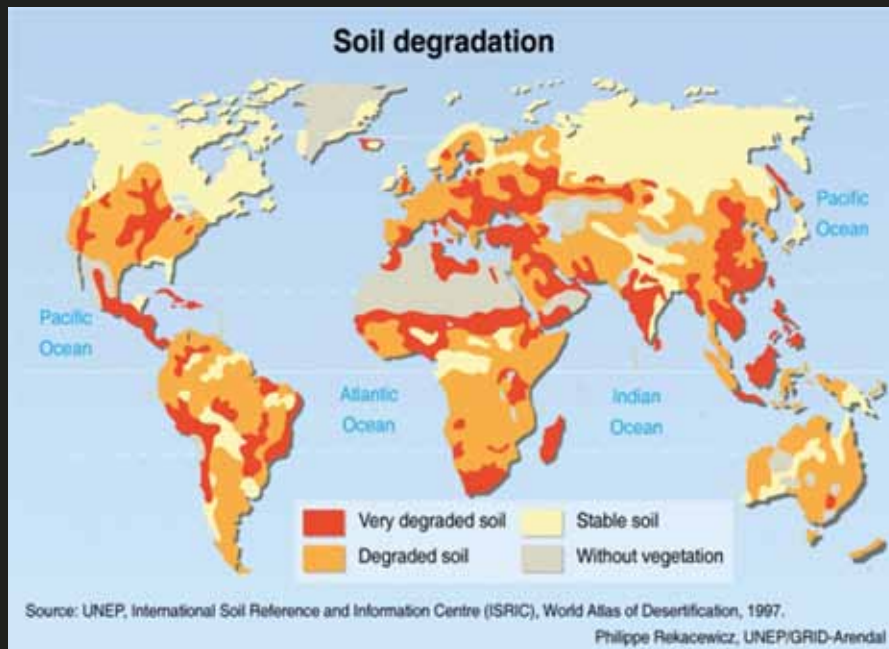 Soil degradation
Pacific
Ocean
Pacific
Ocean
Atlantic
Ocean
Indian
Ocean
Very degraded soil
Stable soil
Degraded soil
Without vegetation
Source: UNEP, International Soil Reference and Information Centre (ISRIC), World Atlas of Desertification, 1997.
Philippe Rekacewicz, UNEP/GRID-Arendal